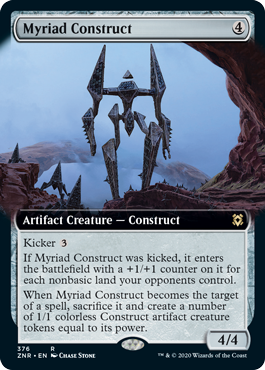 Myriad Construct 4
Artifact Creature — Construct
Kicker 3
If Myriad Construct was kicked, it enters
the battlefield with a +1/+1 counter on it for
each nonbasic land your opponents control.
When Myriad Construct becomes the target
of a spell, sacrifice it and create a number
of 1/1 colorless Construct artifact creature
tokens equal to its power.
4/4
376 R
ZNR • EN CHASE STONE
™ & © 2020 Wizards of the Coast